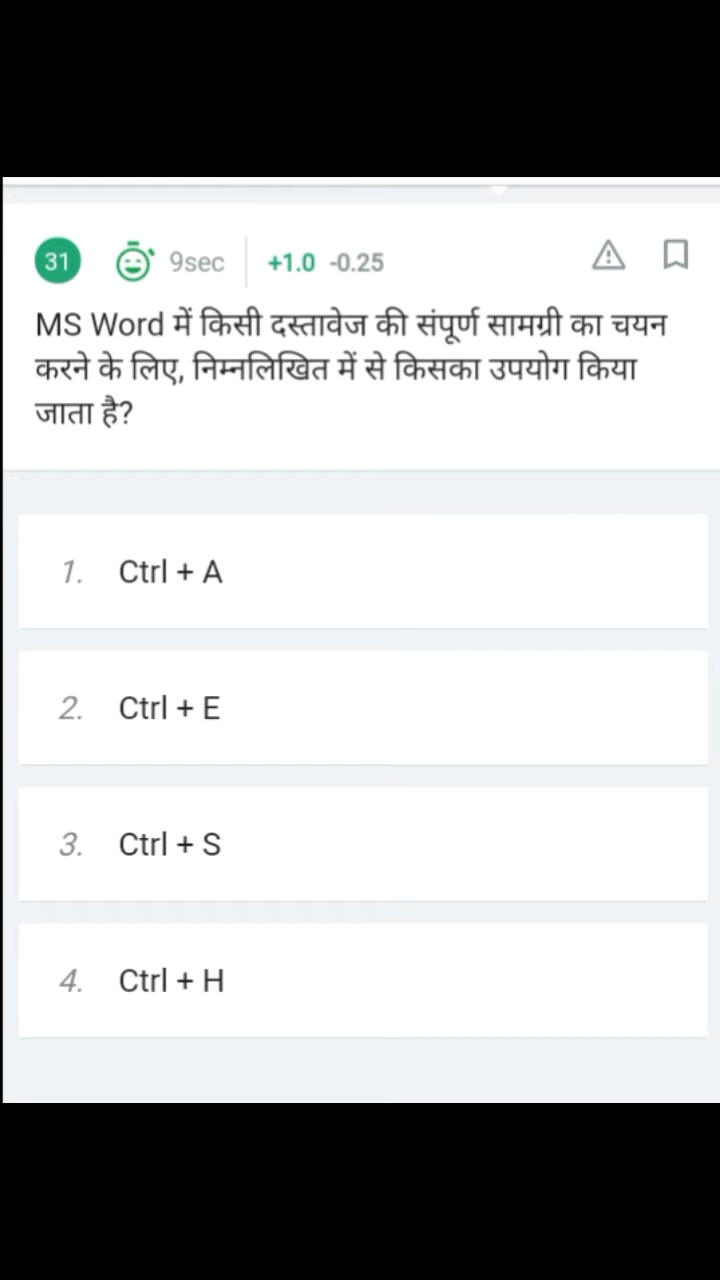 31 9sec +1.0 -0.25
MS Word में किसी दस्तावेज की संपूर्ण सामग्री का चयन
करने के लिए, निम्नलिखित में से किसका उपयोग किया
जाता है?
1. Ctrl + A
2. Ctrl + E
3. Ctrl + S
4. Ctrl + H